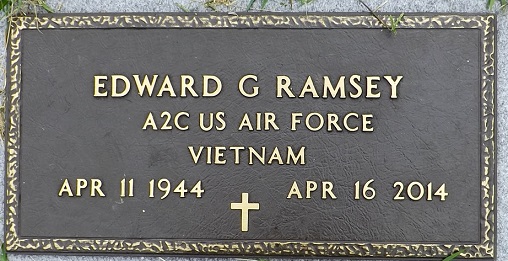 EDWARD G RAMSEY
A2C US AIR FORCE
VIETNAM
APR 11 1944 APR 16 2014